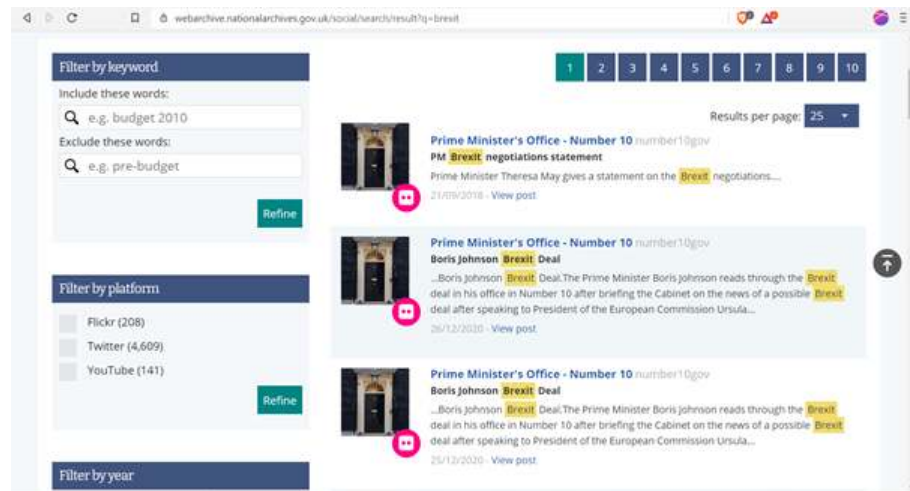 webarchive.nationalarchives.gov.uk/social/search/result?q=brexit
Filter by keyword
Include these words:
e.g. budget 2010
Exclude these words:
e.g. pre-budget
Refine
Filter by platform
Flickr (208)
Twitter (4,609)
YouTube (141)
Refine
Filter by year
1 2 3 4 5 6 7 8 9 10
Results per page: 25
Prime Minister's Office - Number 10 number10gov
PM Brexit negotiations statement
Prime Minister Theresa May gives a statement on the Brexit negotiations....
21/09/2018 - View post
Prime Minister's Office - Number 10 number10gov
Boris Johnson Brexit Deal
...Boris Johnson Brexit Deal.The Prime Minister Boris Johnson reads through the Brexit
deal in his office in Number 10 after briefing the Cabinet on the news of a possible Brexit
deal after speaking to President of the European Commission Ursula...
26/12/2020 - View post
Prime Minister's Office - Number 10 number10gov
Boris Johnson Brexit Deal
...Boris Johnson Brexit Deal.The Prime Minister Boris Johnson reads through the Brexit
deal in his office in Number 10 after briefing the Cabinet on the news of a possible Brexit
deal after speaking to President of the European Commission Ursula...
25/12/2020 - View post